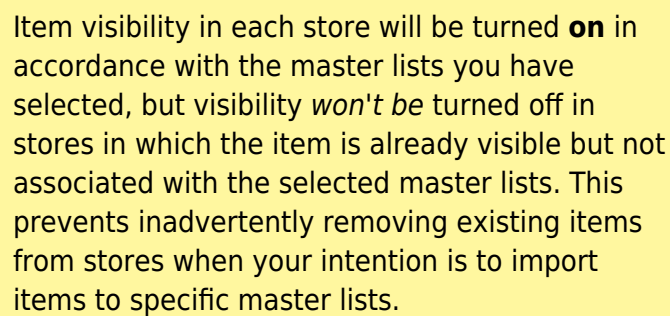 Item visibility in each store will be turned on in
accordance with the master lists you have
selected, but visibility won't be turned off in
stores in which the item is already visible but not
associated with the selected master lists. This
prevents inadvertently removing existing items
from stores when your intention is to import
items to specific master lists.